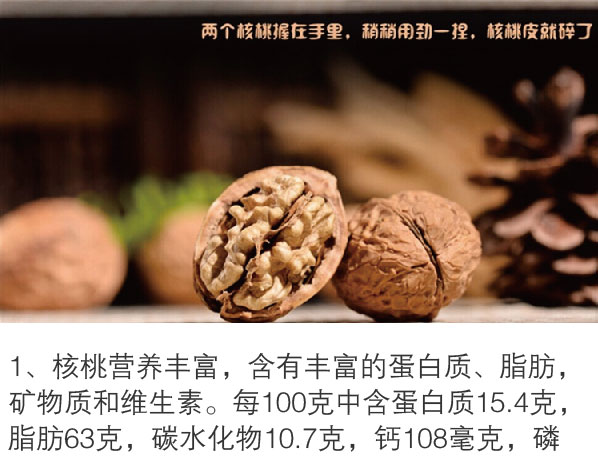 两个核桃握在手里，稍稍用劲一捏，核桃皮就碎了
1、核桃营养丰富，含有丰富的蛋白质、脂肪，
矿物质和维生素。每100克中含蛋白质15.4克，
脂肪63克，碳水化物10.7克，钙108毫克，磷